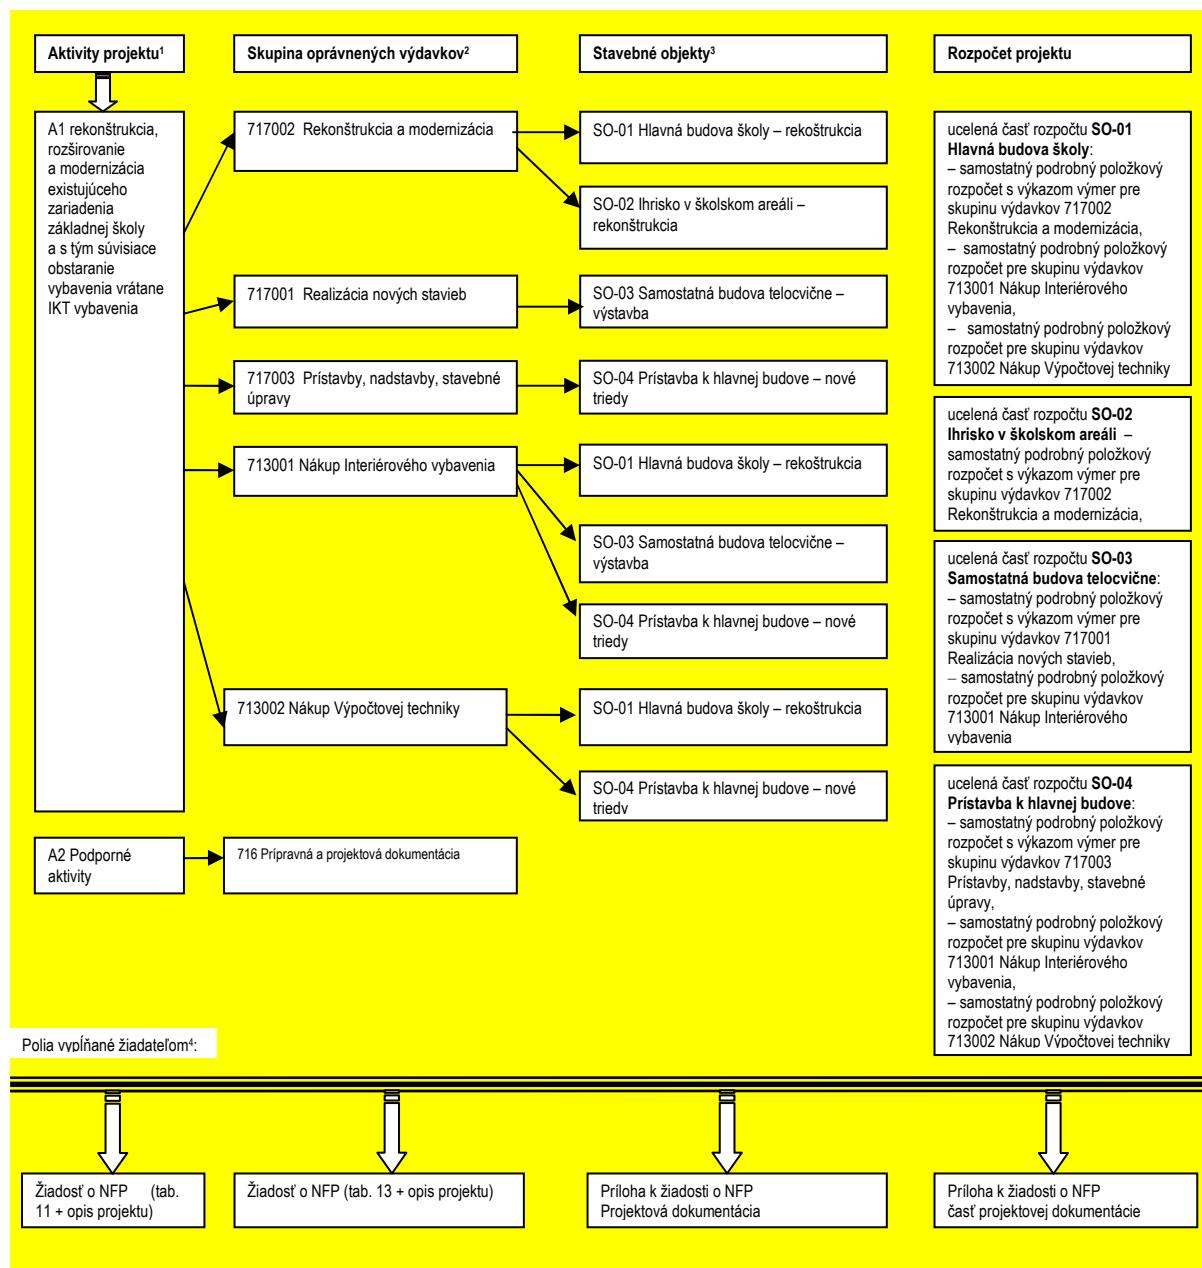 Aktivity projektu¹
Skupina oprávnených výdavkov²
Stavebné objekty³
Rozpočet projektu
A1 rekonštrukcia,
rozširovanie
a modernizácia
existujúceho
zariadenia
základnej školy
a s tým súvisiace
obstaranie
vybavenia vrátane
IKT vybavenia
717002 Rekonštrukcia a modernizácia
SO-01 Hlavná budova školy – rekoštrukcia
SO-02 Ihrisko v školskom areáli –
rekonštrukcia
717001 Realizácia nových stavieb
SO-03 Samostatná budova telocvične –
výstavba
717003 Prístavby, nadstavby, stavebné
úpravy
SO-04 Prístavba k hlavnej budove – nové
triedy
713001 Nákup Interiérového vybavenia
SO-01 Hlavná budova školy – rekoštrukcia
SO-03 Samostatná budova telocvične –
výstavba
SO-04 Prístavba k hlavnej budove – nové
triedy
713002 Nákup Výpočtovej techniky
SO-01 Hlavná budova školy – rekoštrukcia
SO-04 Prístavba k hlavnej budove – nové
triedy
A2 Podporné
aktivity
716 Prípravná a projektová dokumentácia
ucelená časť rozpočtu SO-01
Hlavná budova školy:
– samostatný podrobný položkový
rozpočet s výkazom výmer pre
skupinu výdavkov 717002
Rekonštrukcia a modernizácia,
– samostatný podrobný položkový
rozpočet pre skupinu výdavkov
713001 Nákup Interiérového
vybavenia,
– samostatný podrobný položkový
rozpočet pre skupinu výdavkov
713002 Nákup Výpočtovej techniky
ucelená časť rozpočtu SO-02
Ihrisko v školskom areáli –
samostatný podrobný položkový
rozpočet s výkazom výmer pre
skupinu výdavkov 717002
Rekonštrukcia a modernizácia,
ucelená časť rozpočtu SO-03
Samostatná budova telocvične:
– samostatný podrobný položkový
rozpočet s výkazom výmer pre
skupinu výdavkov 717001
Realizácia nových stavieb,
– samostatný podrobný položkový
rozpočet pre skupinu výdavkov
713001 Nákup Interiérového
vybavenia
ucelená časť rozpočtu SO-04
Prístavba k hlavnej budove:
– samostatný podrobný položkový
rozpočet s výkazom výmer pre
skupinu výdavkov 717003
Prístavby, nadstavby, stavebné
úpravy,
– samostatný podrobný položkový
rozpočet pre skupinu výdavkov
713001 Nákup Interiérového
vybavenia,
– samostatný podrobný položkový
rozpočet pre skupinu výdavkov
713002 Nákup Výpočtovej techniky
Polia vypĺňané žiadateľom⁴:
Žiadosť o NFP (tab.
11 + opis projektu)
Žiadosť o NFP (tab. 13 + opis projektu)
Príloha k žiadosti o NFP
Projektová dokumentácia
Príloha k žiadosti o NFP
časť projektovej dokumentácie